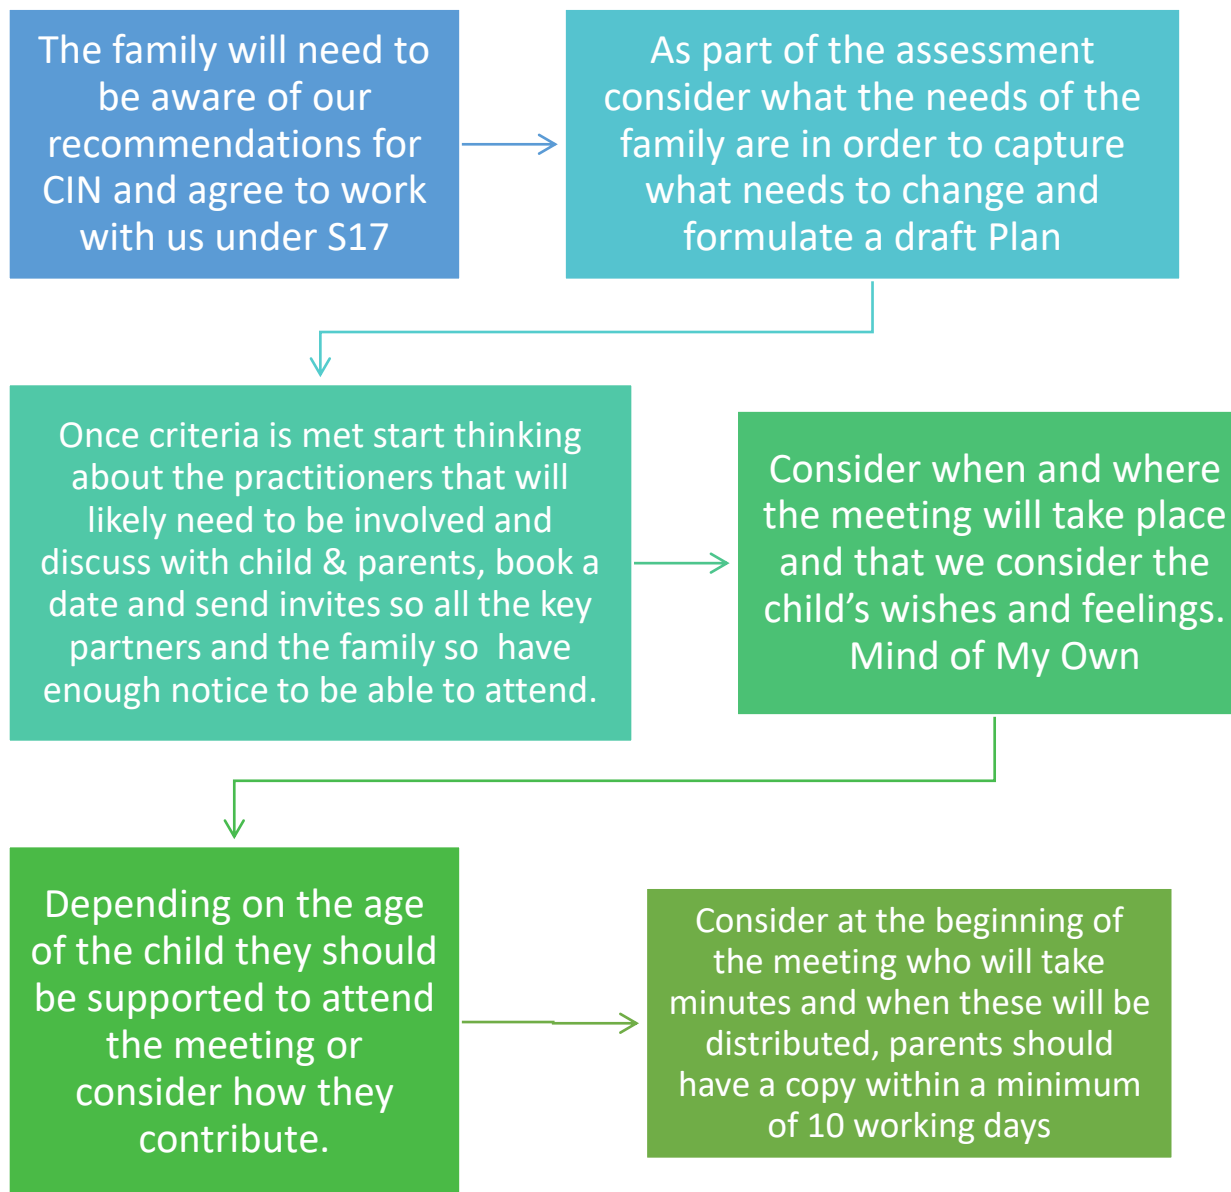 The family will need to
be aware of our
recommendations for
CIN and agree to work
with us under S17
As part of the assessment
consider what the needs of the
family are in order to capture
what needs to change and
formulate a draft Plan
Once criteria is met start thinking
about the practitioners that will
likely need to be involved and
discuss with child & parents, book a
date and send invites so all the key
partners and the family so  have
enough notice to be able to attend.
Consider when and where
the meeting will take place
and that we consider the
child’s wishes and feelings.
Mind of My Own
Depending on the age
of the child they should
be supported to attend
the meeting or
consider how they
contribute.
Consider at the beginning of
the meeting who will take
minutes and when these will be
distributed, parents should
have a copy within a minimum
of 10 working days